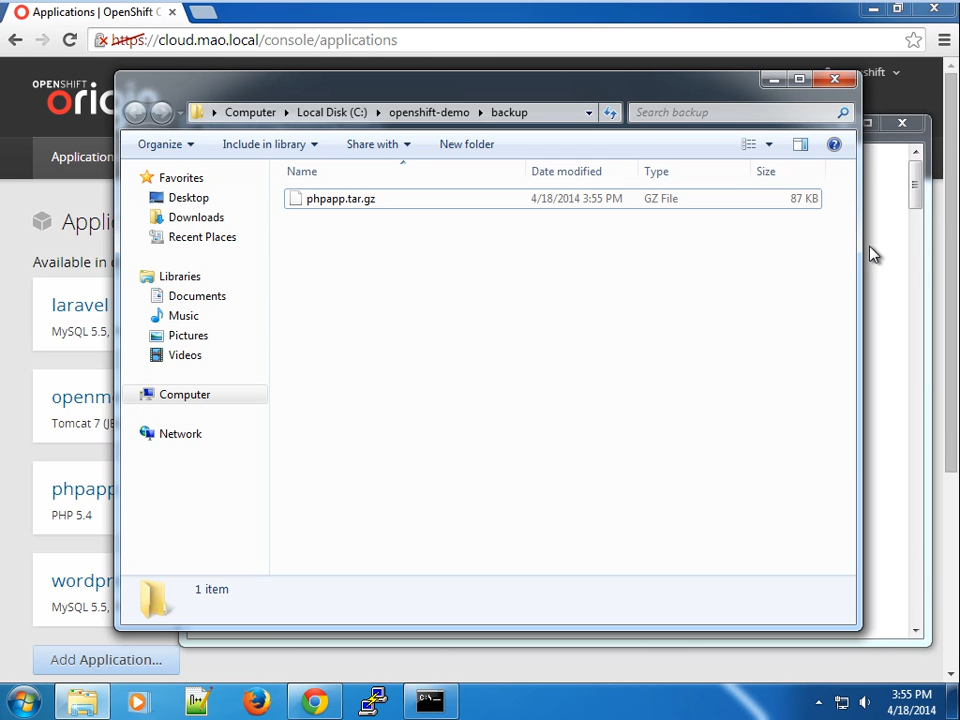 Applications | OpenShift O
https://cloud.mao.local/console/applications
OPENSHIFT
shift
Computer Local Disk (C:) openshift-demo backup
Search backup
Organize Include in library Share with New folder
Name Date modified Type Size
phpapp.tar.gz 4/18/2014 3:55 PM GZ File 87 KB
Favorites
Desktop
Downloads
Recent Places
Libraries
Documents
Music
Pictures
Videos
Computer
Network
1 item
Application
Appli
Available in
laravel
MySQL 5.5,
openm
Tomcat 7 (JB
phpapp
PHP 5.4
wordpr
MySQL 5.5,
Add Application...
3:55 PM
4/18/2014